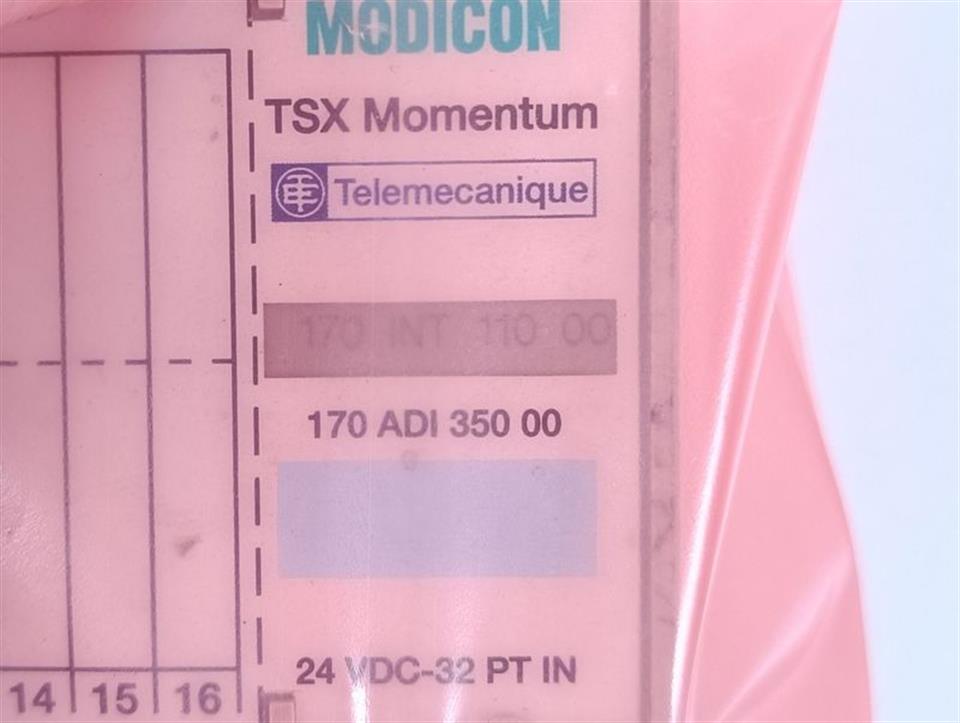 MODICON
TSX Momentum
Telemecanique
170 INT 110 00
170 ADI 350 00
24 VDC-32 PT IN
14 15 16